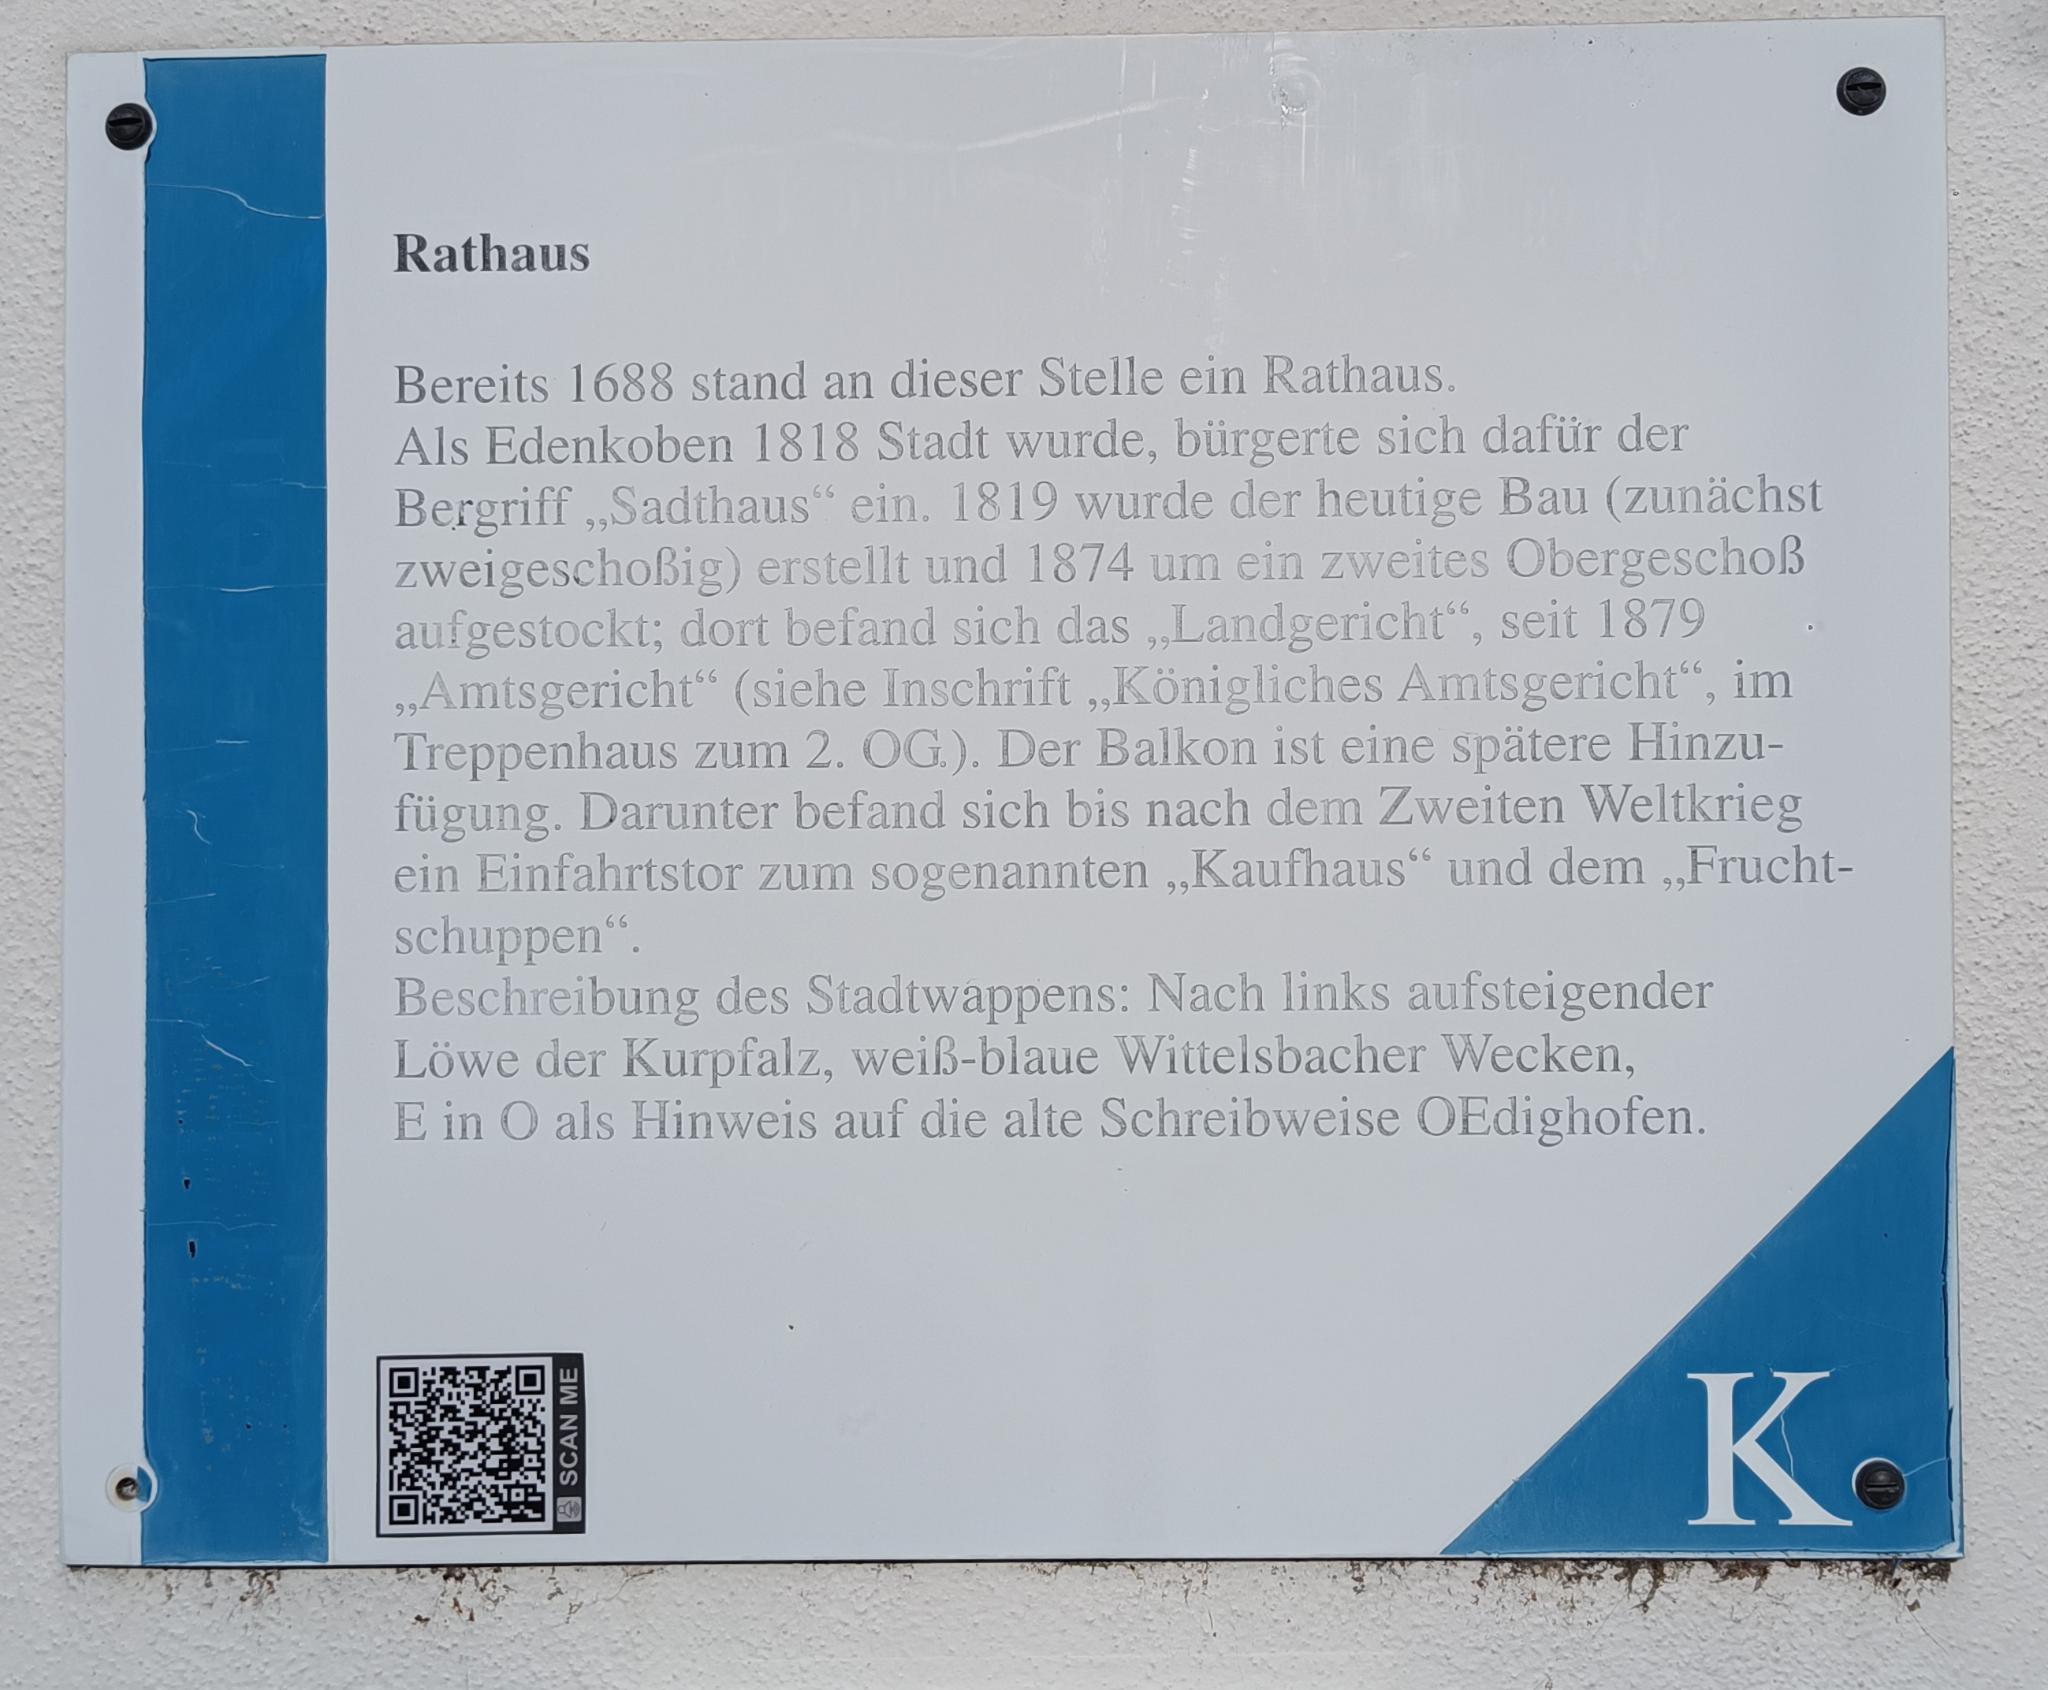 Rathaus
Bereits 1688 stand an dieser Stelle ein Rathaus.
Als Edenkoben 1818 Stadt wurde, bürgerte sich dafür der
Bergriff „Sadthaus“ ein. 1819 wurde der heutige Bau (zunächst
zweigeschoßig) erstellt und 1874 um ein zweites Obergeschoß
aufgestockt; dort befand sich das „Landgericht“, seit 1879
„Amtsgericht“ (siehe Inschrift „Königliches Amtsgericht“, im
Treppenhaus zum 2. OG.). Der Balkon ist eine spätere Hinzu-
fügung. Darunter befand sich bis nach dem Zweiten Weltkrieg
ein Einfahrtstor zum sogenannten „Kaufhaus“ und dem „Frucht-
schuppen“.
Beschreibung des Stadtwappens: Nach links aufsteigender
Löwe der Kurpfalz, weiß-blaue Wittelsbacher Wecken,
E in O als Hinweis auf die alte Schreibweise OEdighofen.
SCAN ME
K